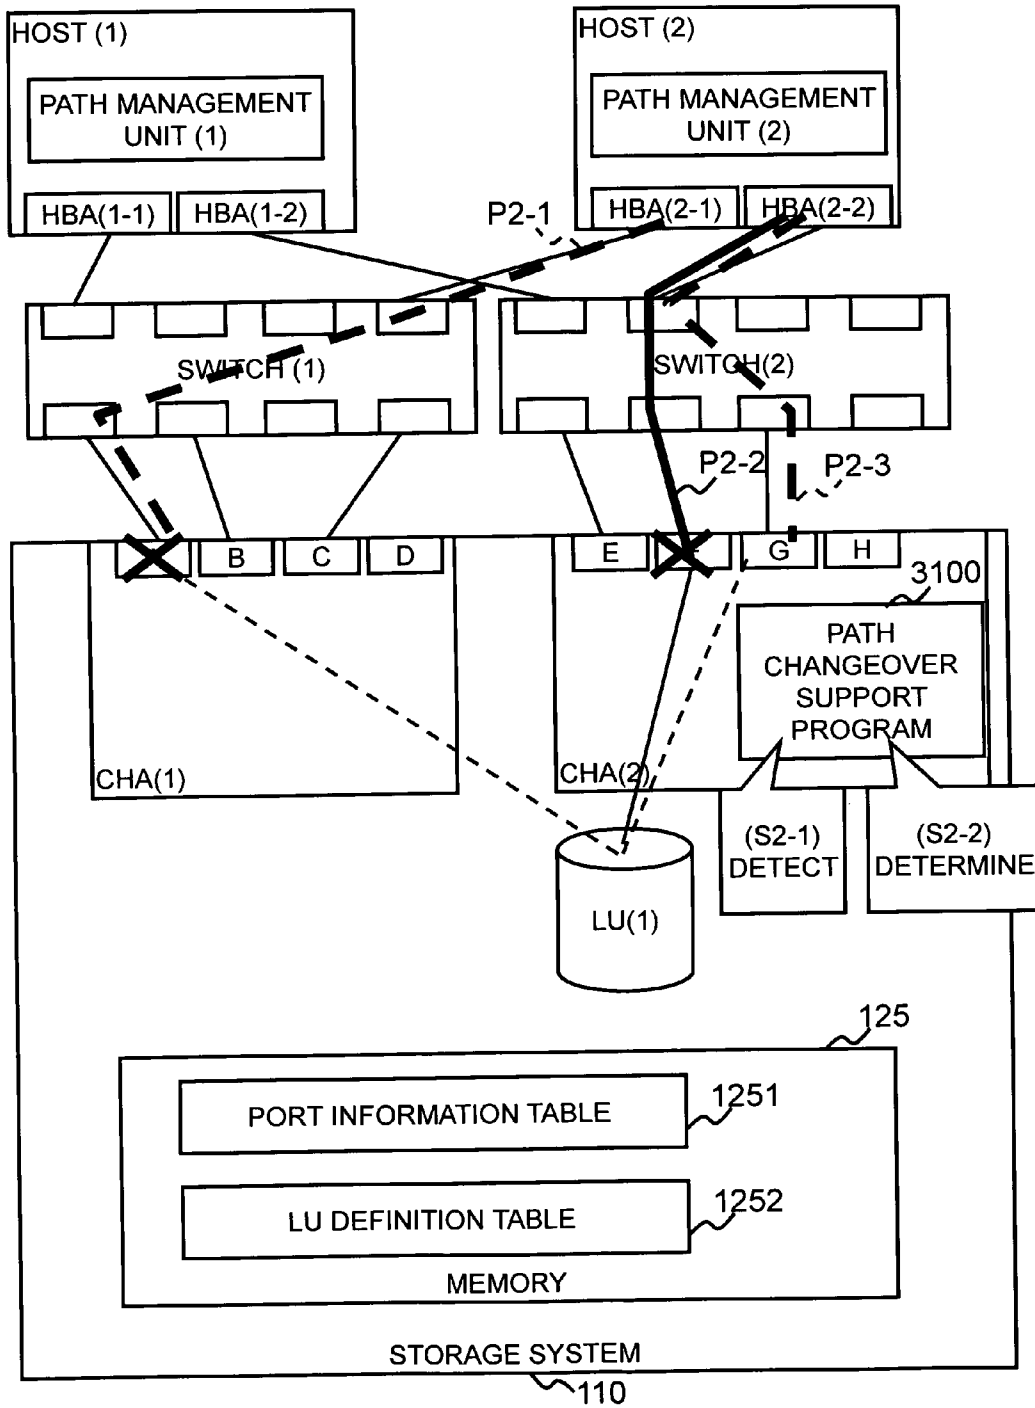 HOST (1)
PATH MANAGEMENT
UNIT (1)
HBA(1-1)
HBA(1-2)
HOST (2)
PATH MANAGEMENT
UNIT (2)
HBA(2-1)
HBA(2-2)
P2-1
SWITCH (1)
SWITCH(2)
P2-2
P2-3
B
C
D
E
G
H
3100
PATH
CHANGEOVER
SUPPORT
PROGRAM
CHA(1)
CHA(2)
(S2-1)
DETECT
(S2-2)
DETERMINE
LU(1)
125
PORT INFORMATION TABLE
1251
LU DEFINITION TABLE
1252
MEMORY
STORAGE SYSTEM
110